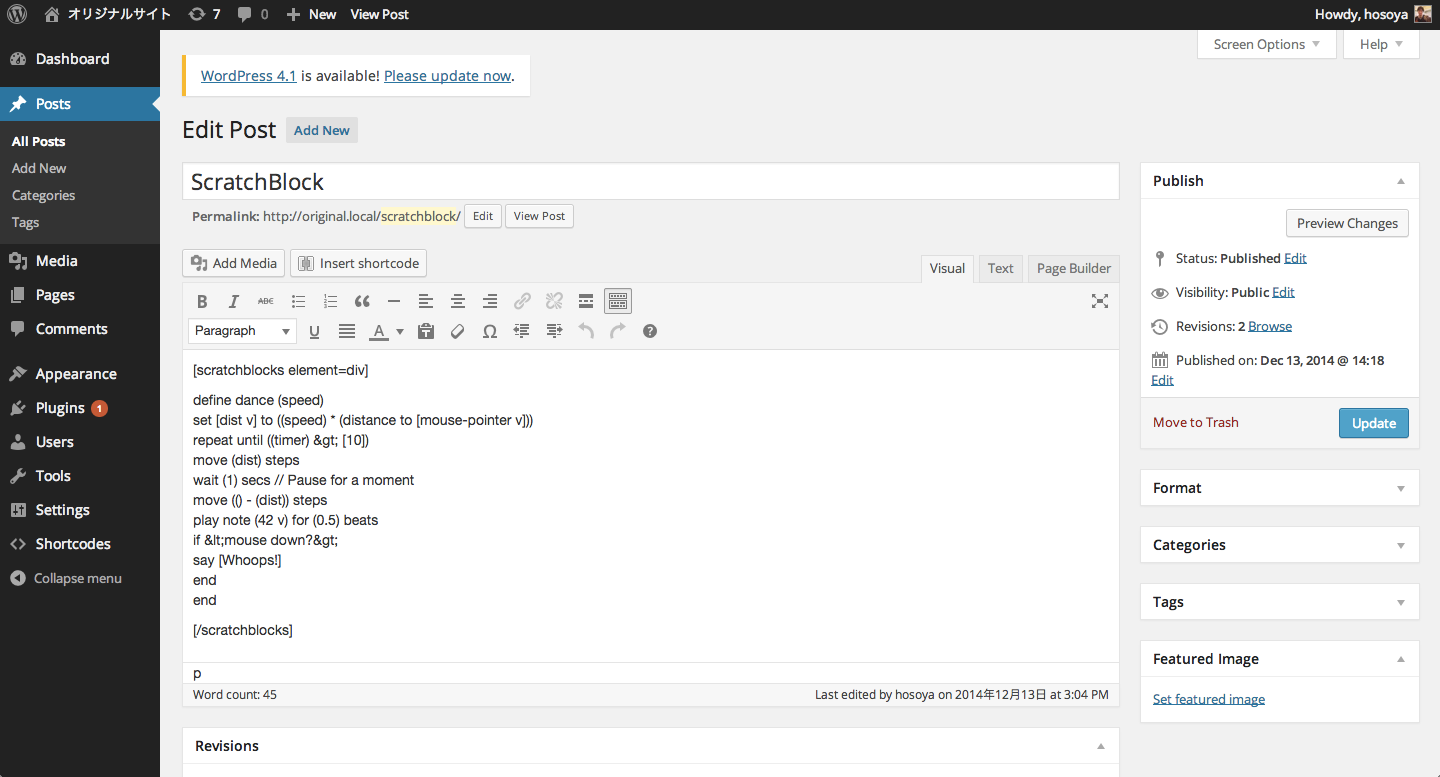 オリジナルサイト 7 0 New View Post Howdy, hosoya
Dashboard
Posts
All Posts
Add New
Categories
Tags
Media
Pages
Comments
Appearance
Plugins 1
Users
Tools
Settings
Shortcodes
Collapse menu
Screen Options Help
WordPress 4.1 is available! Please update now.
Edit Post Add New
ScratchBlock
Permalink: http://original.local/scratchblock/ Edit View Post
Add Media Insert shortcode
Visual Text Page Builder
B I ABC
Paragraph U A Ω
[scratchblocks element=div]
define dance (speed)
set [dist v] to ((speed) * (distance to [mouse-pointer v]))
repeat until ((timer) &gt; [10])
move (dist) steps
wait (1) secs // Pause for a moment
move (() - (dist)) steps
play note (42 v) for (0.5) beats
if &lt;mouse down?&gt;
say [Whoops!]
end
end
[/scratchblocks]
p
Word count: 45 Last edited by hosoya on 2014年12月13日 at 3:04 PM
Revisions
Publish
Preview Changes
Status: Published Edit
Visibility: Public Edit
Revisions: 2 Browse
Published on: Dec 13, 2014 @ 14:18
Edit
Move to Trash Update
Format
Categories
Tags
Featured Image
Set featured image